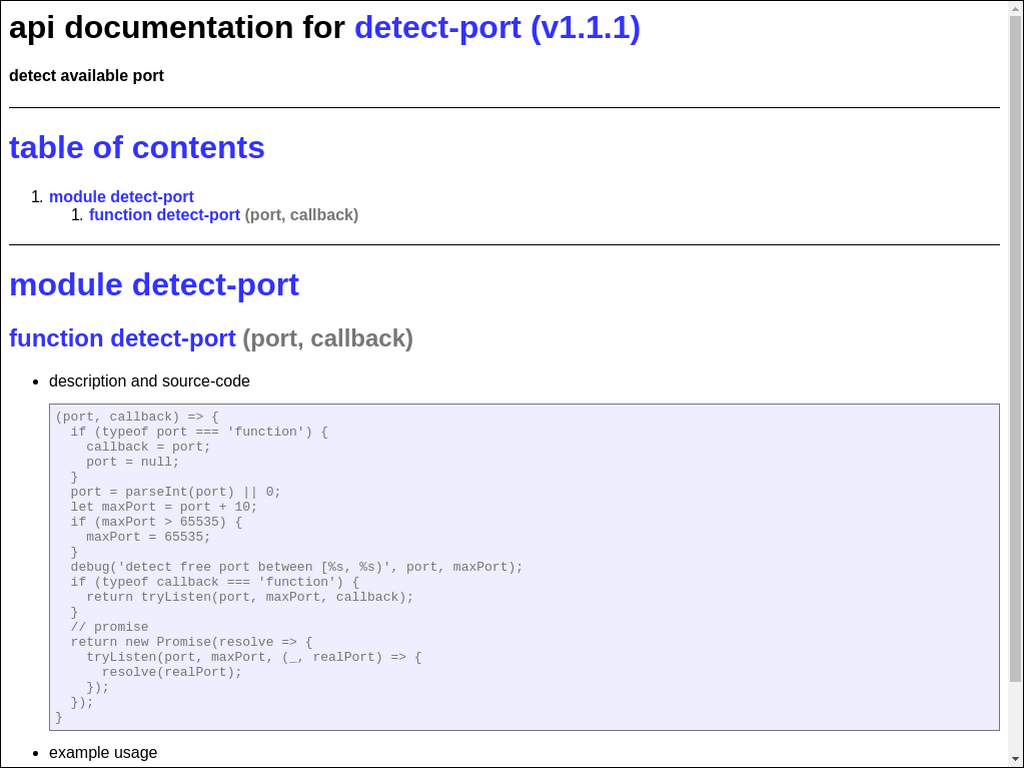 api documentation for detect-port (v1.1.1)
detect available port
table of contents
1. module detect-port
1. function detect-port (port, callback)
module detect-port
function detect-port (port, callback)
• description and source-code
(port, callback) => {
  if (typeof port === 'function') {
    callback = port;
    port = null;
  }
  port = parseInt(port) || 0;
  let maxPort = port + 10;
  if (maxPort > 65535) {
    maxPort = 65535;
  }
  debug('detect free port between [%s, %s)', port, maxPort);
  if (typeof callback === 'function') {
    return tryListen(port, maxPort, callback);
  }
  // promise
  return new Promise(resolve => {
    tryListen(port, maxPort, (_, realPort) => {
      resolve(realPort);
    });
  });
}
• example usage